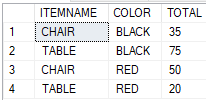 ITEMNAME COLOR TOTAL
1 CHAIR BLACK 35
2 TABLE BLACK 75
3 CHAIR RED 50
4 TABLE RED 20